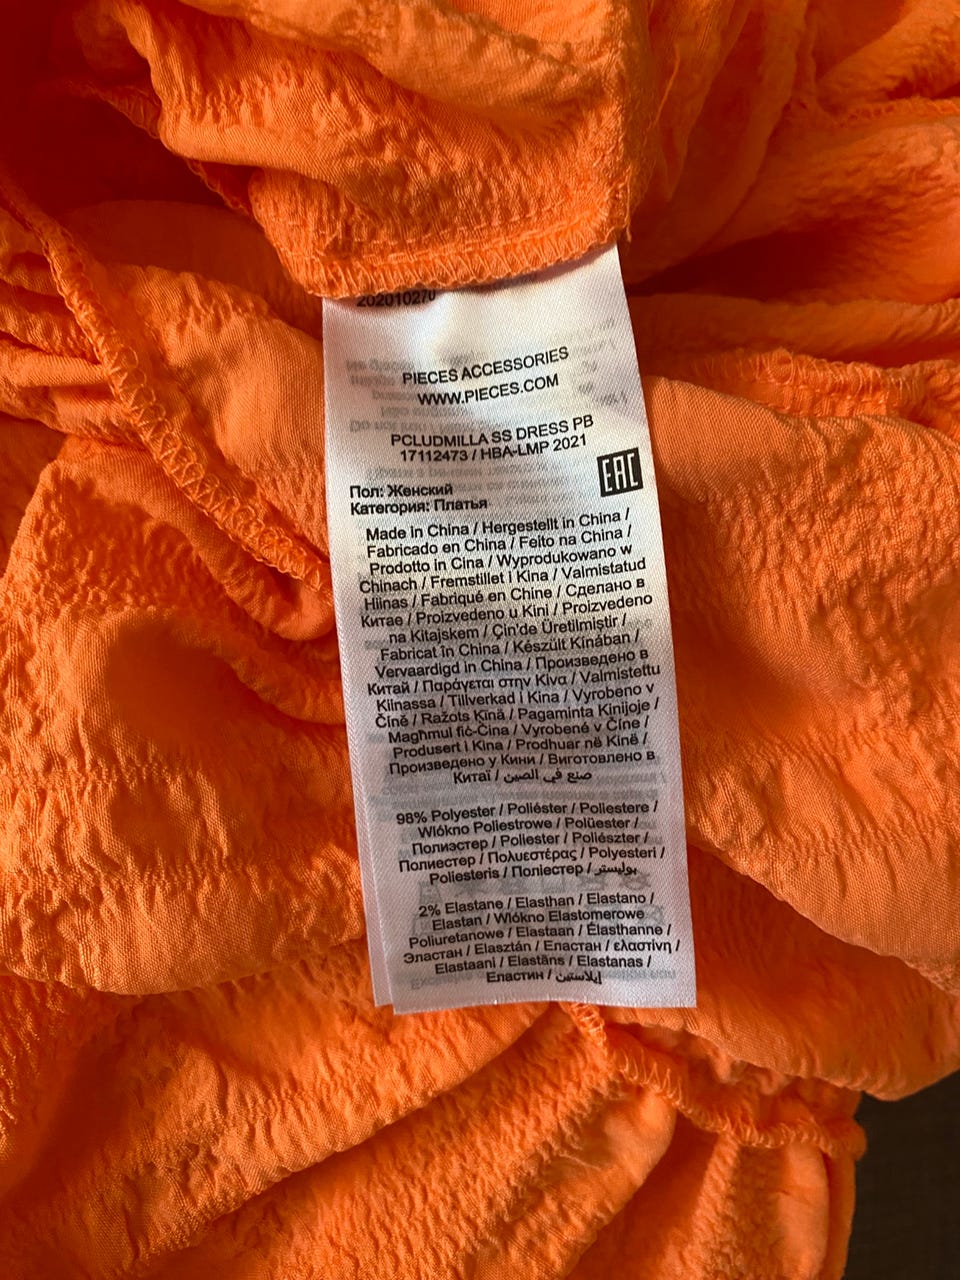 202010270
PIECES ACCESSORIES
WWW.PIECES.COM
PCLUDMILLA SS DRESS PB
17112473 / HBA-LMP 2021
EAC
Пол: Женский
Категория: Платья
Made in China / Hergestellt in China /
Fabricado en China / Feito na China /
Prodotto in Cina / Wyprodukowano w
Chinach / Fremstillet i Kina / Valmistatud
Hiinas / Fabriqué en Chine / Сделано в
Китае / Proizvedeno u Kini / Proizvedeno
na Kitajskem / Çin'de Üretilmiştir /
Fabricat în China / Készült Kínában /
Vervaardigd in China / Произведено в
Китай / Παράγεται στην Κίνα / Valmistettu
Kiinassa / Tillverkad i Kina / Vyrobeno v
Číně / Ražots Ķīnā / Pagaminta Kinijoje /
Magħmul fiċ-Ċina / Vyrobené v Číne /
Produsert i Kina / Prodhuar në Kinë /
Произведено у Кини / Виготовлено в
Китаї / صنع في الصين
98% Polyester / Poliéster / Poliestere /
Włókno Poliestrowe / Polüester /
Полиэстер / Poliester / Poliészter /
Полиестер / Πολυεστέρας / Polyesteri /
Poliesteris / Поліестер / بوليستر
2% Elastane / Elasthan / Elastano /
Elastan / Włókno Elastomerowe
Poliuretanowe / Elastaan / Élasthanne /
Эластан / Elasztán / Еластан / ελαστίνη /
Elastaani / Elastāns / Elastanas /
Еластин / إيلاستين